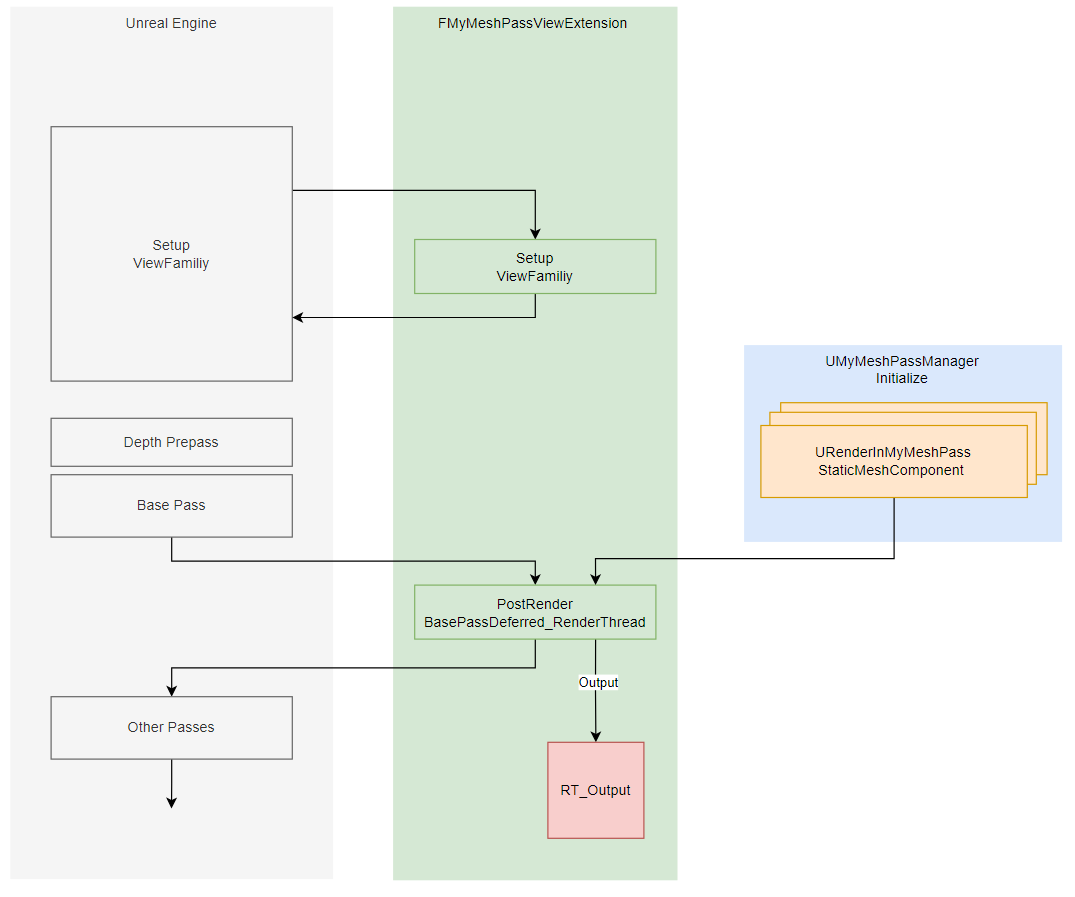 Unreal Engine
FMyMeshPassViewExtension
Setup
ViewFamiliy
Setup
ViewFamiliy
UMyMeshPassManager
Initialize
URenderInMyMeshPass
StaticMeshComponent
Depth Prepass
Base Pass
PostRender
BasePassDeferred_RenderThread
Output
Other Passes
RT_Output